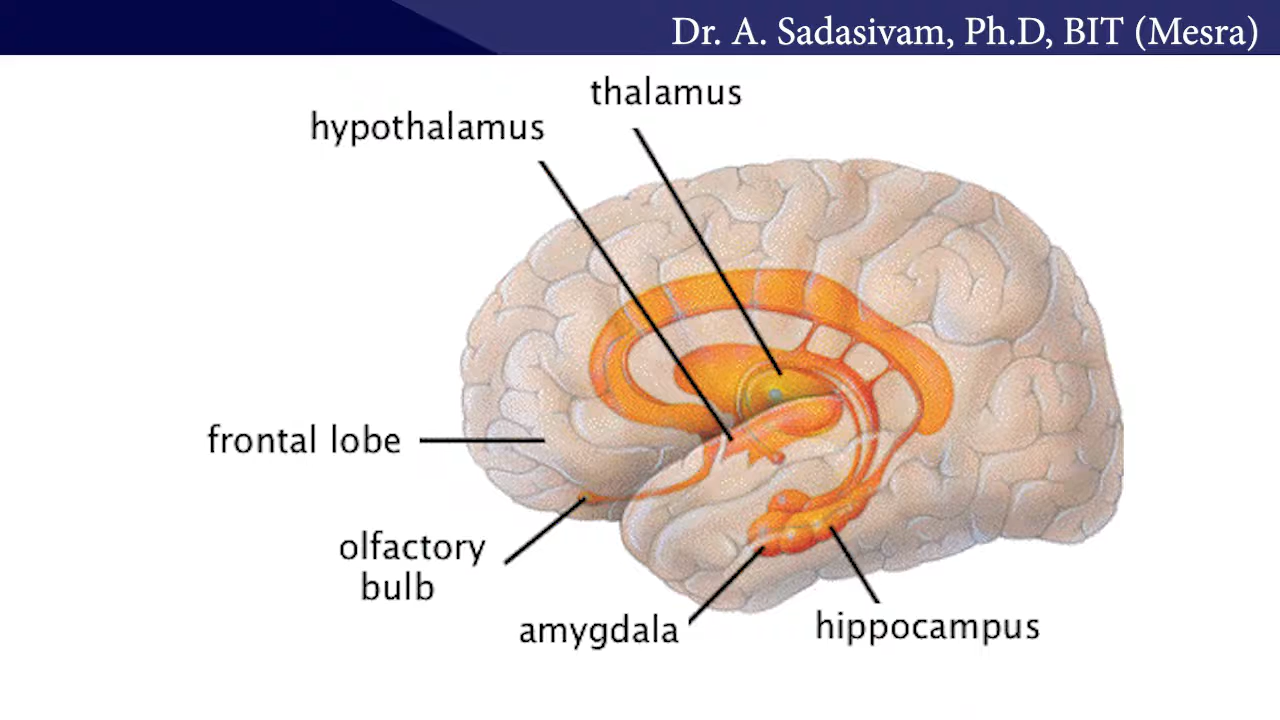 Dr. A. Sadasivam, Ph.D, BIT (Mesra)
thalamus
hypothalamus
frontal lobe
olfactory
bulb
amygdala
hippocampus